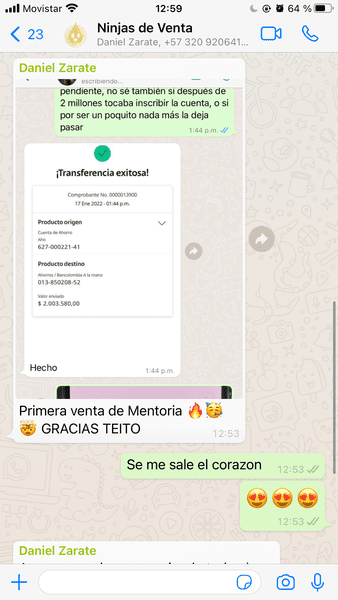 Movistar
12:59
64 %
23
Ninjas de Venta
Daniel Zarate, +57 320 920641...
Daniel Zarate
escribiendo...
pendiente, no sé también si después de
2 millones tocaba inscribir la cuenta, o si
por ser un poquito nada más la deja
pasar
1:44 p.m.
¡Transferencia exitosa!
Comprobante No. 0000013900
17 Ene 2022 - 01:44 p.m.
Producto origen
Cuenta de Ahorro
Aho
627-000221-41
Producto destino
Ahorros / Bancolombia A la mano
013-850208-52
Valor enviado
$ 2.003.580,00
Hecho
1:44 p.m.
Primera venta de Mentoria 🔥🥳
🤯 GRACIAS TEITO
12:53
Se me sale el corazon
12:53
😍😍😍
12:53
Daniel Zarate